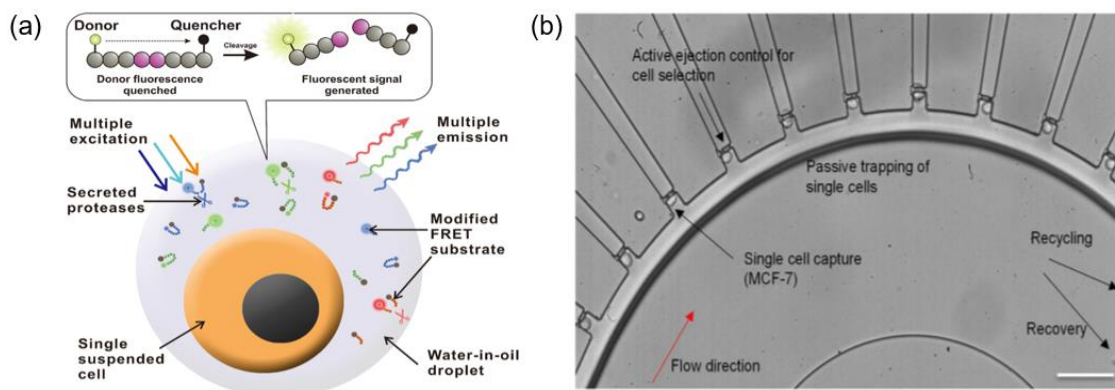 (a)
Donor
Quencher
Cleavage
Donor fluorescence
quenched
Fluorescent signal
generated
Multiple
excitation
Multiple
emission
Secreted
proteases
Modified
FRET
substrate
Single
suspended
cell
Water-in-oil
droplet
(b)
Active ejection control for
cell selection
Passive trapping of
single cells
Single cell capture
(MCF-7)
Recycling
Recovery
Flow direction